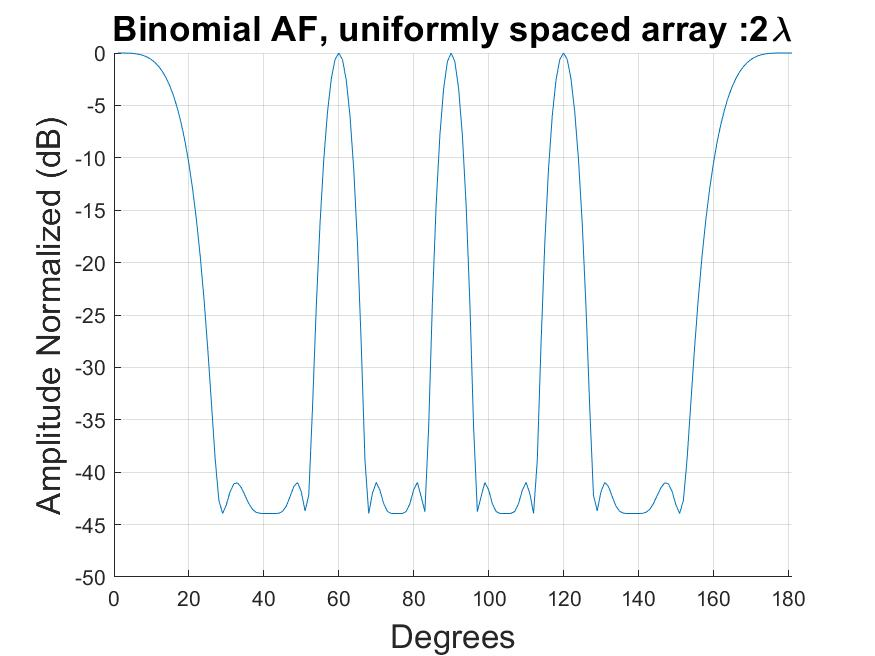 Binomial AF, uniformly spaced array :2λ
Amplitude Normalized (dB)
0
-5
-10
-15
-20
-25
-30
-35
-40
-45
-50
0 20 40 60 80 100 120 140 160 180
Degrees